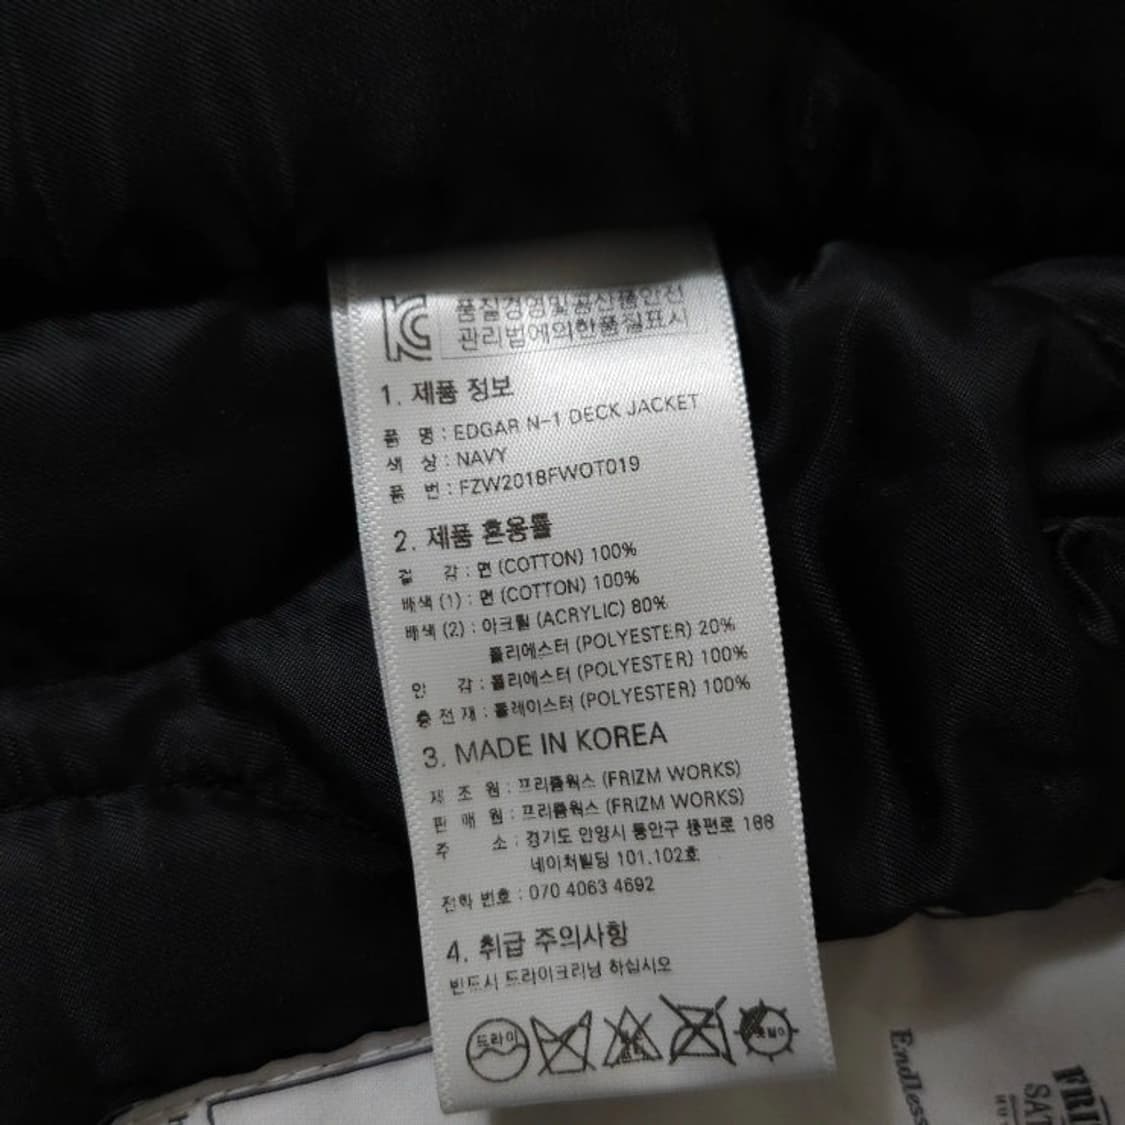 KC
품질경영및공산품안전
관리법에의한품질표시
1. 제품 정보
품 명 : EDGAR N-1 DECK JACKET
색 상 : NAVY
품 번 : FZW2018FWOT019
2. 제품 혼용률
겉 감 : 면 (COTTON) 100%
배색 (1) : 면 (COTTON) 100%
배색 (2) : 아크릴 (ACRYLIC) 80%
폴리에스터 (POLYESTER) 20%
안 감 : 폴리에스터 (POLYESTER) 100%
충 전 재 : 폴레이스터 (POLYESTER) 100%
3. MADE IN KOREA
제 조 원 : 프리즘웍스 (FRIZM WORKS)
판 매 원 : 프리즘웍스 (FRIZM WORKS)
주 소 : 경기도 안양시 동안구 흥편로 188
네이처빌딩 101.102호
전화 번호 : 070 4063 4692
4. 취급 주의사항
반드시 드라이크리닝 하십시오
드라이
Endless
FRI
SAT